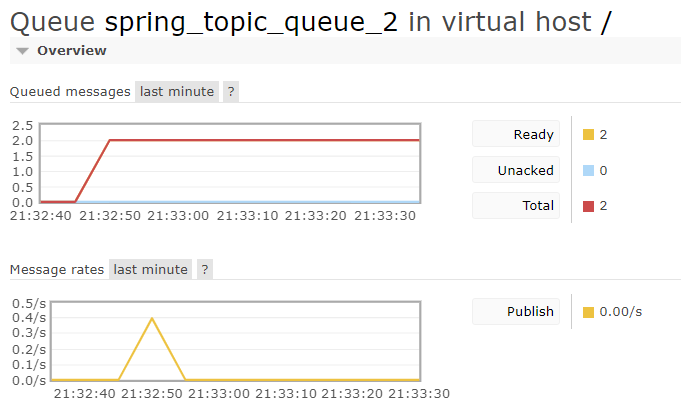 Queue spring_topic_queue_2 in virtual host /
Overview
Queued messages last minute ?
2.5
2.0
1.5
1.0
0.5
0.0
21:32:40 21:32:50 21:33:00 21:33:10 21:33:20 21:33:30
Ready 2
Unacked 0
Total 2
Message rates last minute ?
0.5/s
0.4/s
0.3/s
0.2/s
0.1/s
0.0/s
21:32:40 21:32:50 21:33:00 21:33:10 21:33:20 21:33:30
Publish 0.00/s